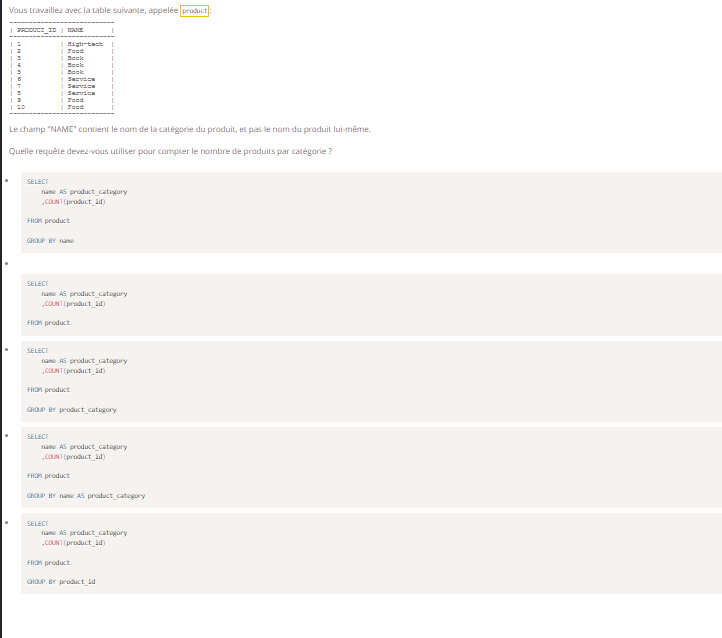 Vous travaillez avec la table suivante, appelée product:
---------------------------
| PRODUCT_ID | NAME |
---------------------------
| 1 | High-tech |
| 2 | Food |
| 3 | Book |
| 4 | Book |
| 5 | Book |
| 6 | Service |
| 7 | Service |
| 8 | Service |
| 9 | Food |
| 10 | Food |
---------------------------
Le champ "NAME" contient le nom de la catégorie du produit, et pas le nom du produit lui-même.
Quelle requête devez-vous utiliser pour compter le nombre de produits par catégorie ?
SELECT
name AS product_category
,COUNT(product_id)
FROM product
GROUP BY name
SELECT
name AS product_category
,COUNT(product_id)
FROM product
SELECT
name AS product_category
,COUNT(product_id)
FROM product
GROUP BY product_category
SELECT
name AS product_category
,COUNT(product_id)
FROM product
GROUP BY name AS product_category
SELECT
name AS product_category
,COUNT(product_id)
FROM product
GROUP BY product_id